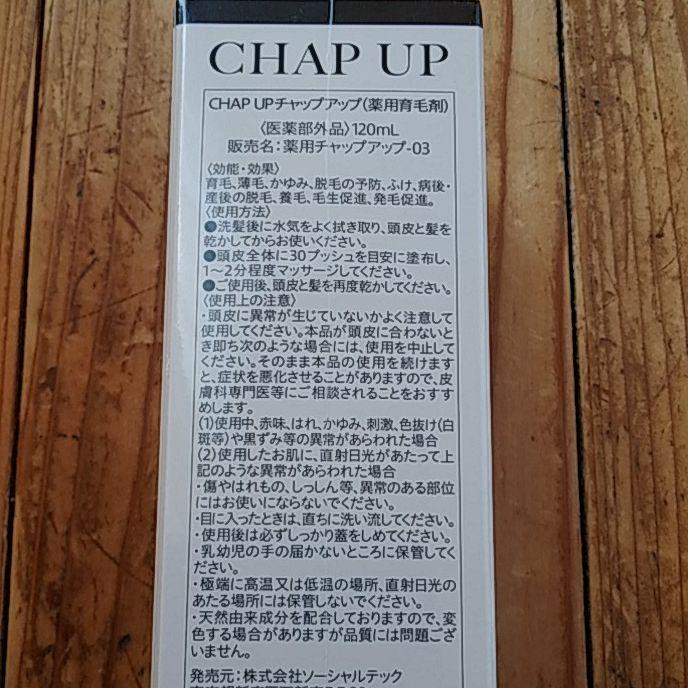 CHAP UP
CHAP UPチャップアップ(薬用育毛剤)
〈医薬部外品〉120mL
販売名：薬用チャップアップ-03
〈効能・効果〉
育毛、薄毛、かゆみ、脱毛の予防、ふけ、病後・
産後の脱毛、養毛、毛生促進、発毛促進。
〈使用方法〉
●洗髪後に水気をよく拭き取り、頭皮と髪を
乾かしてからお使いください。
●頭皮全体に30プッシュを目安に塗布し、
1〜2分程度マッサージしてください。
●ご使用後、頭皮と髪を再度乾かしてください。
〈使用上の注意〉
・頭皮に異常が生じていないかよく注意して
使用してください。本品が頭皮に合わないと
き即ち次のような場合には、使用を中止して
ください。そのまま本品の使用を続けます
と、症状を悪化させることがありますので、皮
膚科専門医等にご相談されることをおすす
めします。
(1)使用中、赤味、はれ、かゆみ、刺激、色抜け(白
斑等)や黒ずみ等の異常があらわれた場合
(2)使用したお肌に、直射日光があたって上
記のような異常があらわれた場合
・傷やはれもの、しっしん等、異常のある部位
にはお使いにならないでください。
・目に入ったときは、直ちに洗い流してください。
・使用後は必ずしっかり蓋をしめてください。
・乳幼児の手の届かないところに保管してく
ださい。
・極端に高温又は低温の場所、直射日光の
あたる場所には保管しないでください。
・天然由来成分を配合しておりますので、変
色する場合がありますが品質には問題ござ
いません。
発売元：株式会社ソーシャルテック